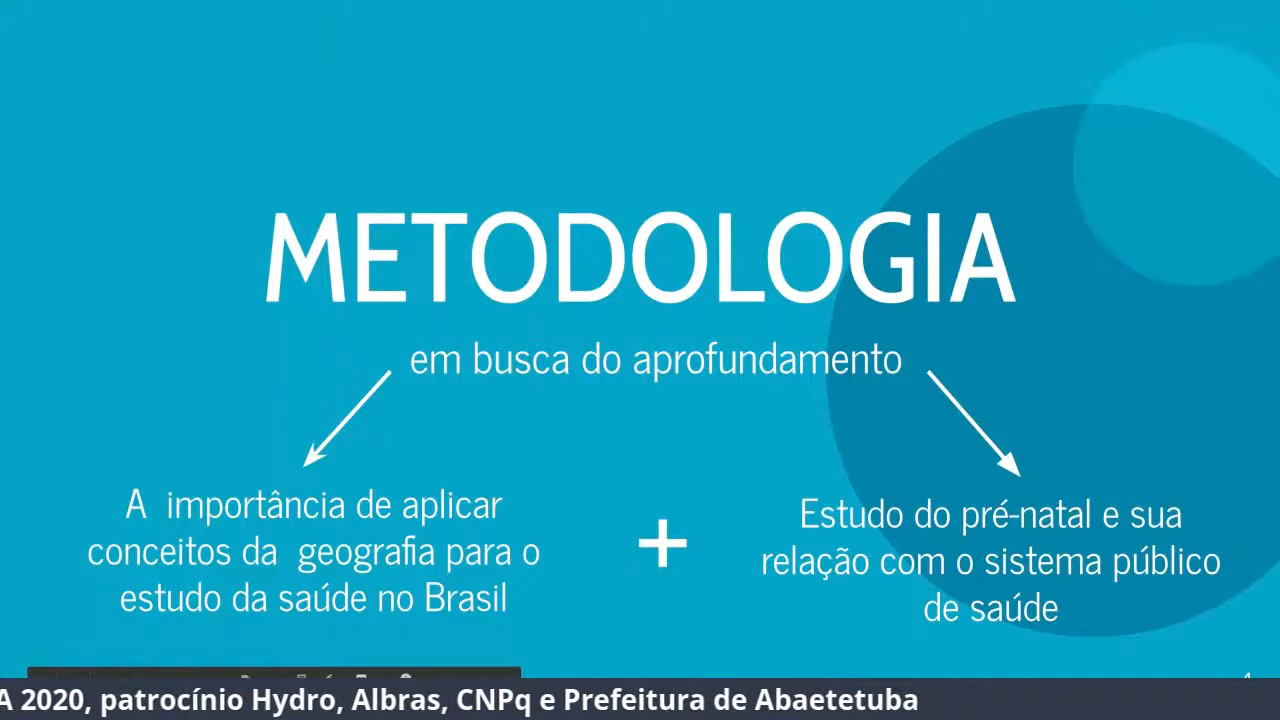 METODOLOGIA
em busca do aprofundamento
A importância de aplicar
conceitos da geografia para o
estudo da saúde no Brasil
+
Estudo do pré-natal e sua
relação com o sistema público
de saúde
A 2020, patrocínio Hydro, Albras, CNPq e Prefeitura de Abaetetuba